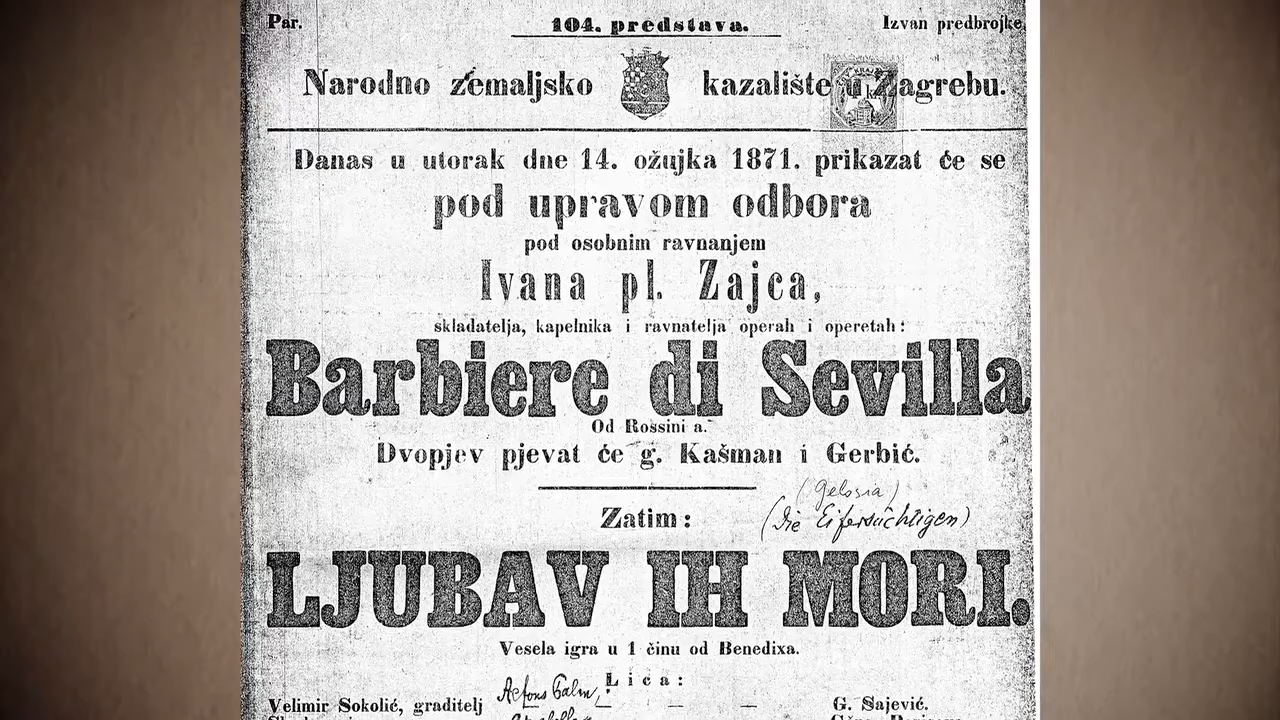 Par. 104. predstava. Izvan predbrojke
Narodno zemaljsko kazalište u Zagrebu.
Danas u utorak dne 14. ožujka 1871. prikazat će se
pod upravom odbora
pod osobnim ravnanjem
Ivana pl. Zajca,
skladatelja, kapelnika i ravnatelja operah i operetah:
Barbiere di Sevilla
Od Rossini a.
Dvopjev pjevat će g. Kašman i Gerbić.
(Gelosia)
Zatim: (Die Eifersüchtigen)
LJUBAV IH MORI.
Vesela igra u 1 činu od Benedixa.
Lica:
Velimir Sokolić, graditelj — — — G. Sajević.